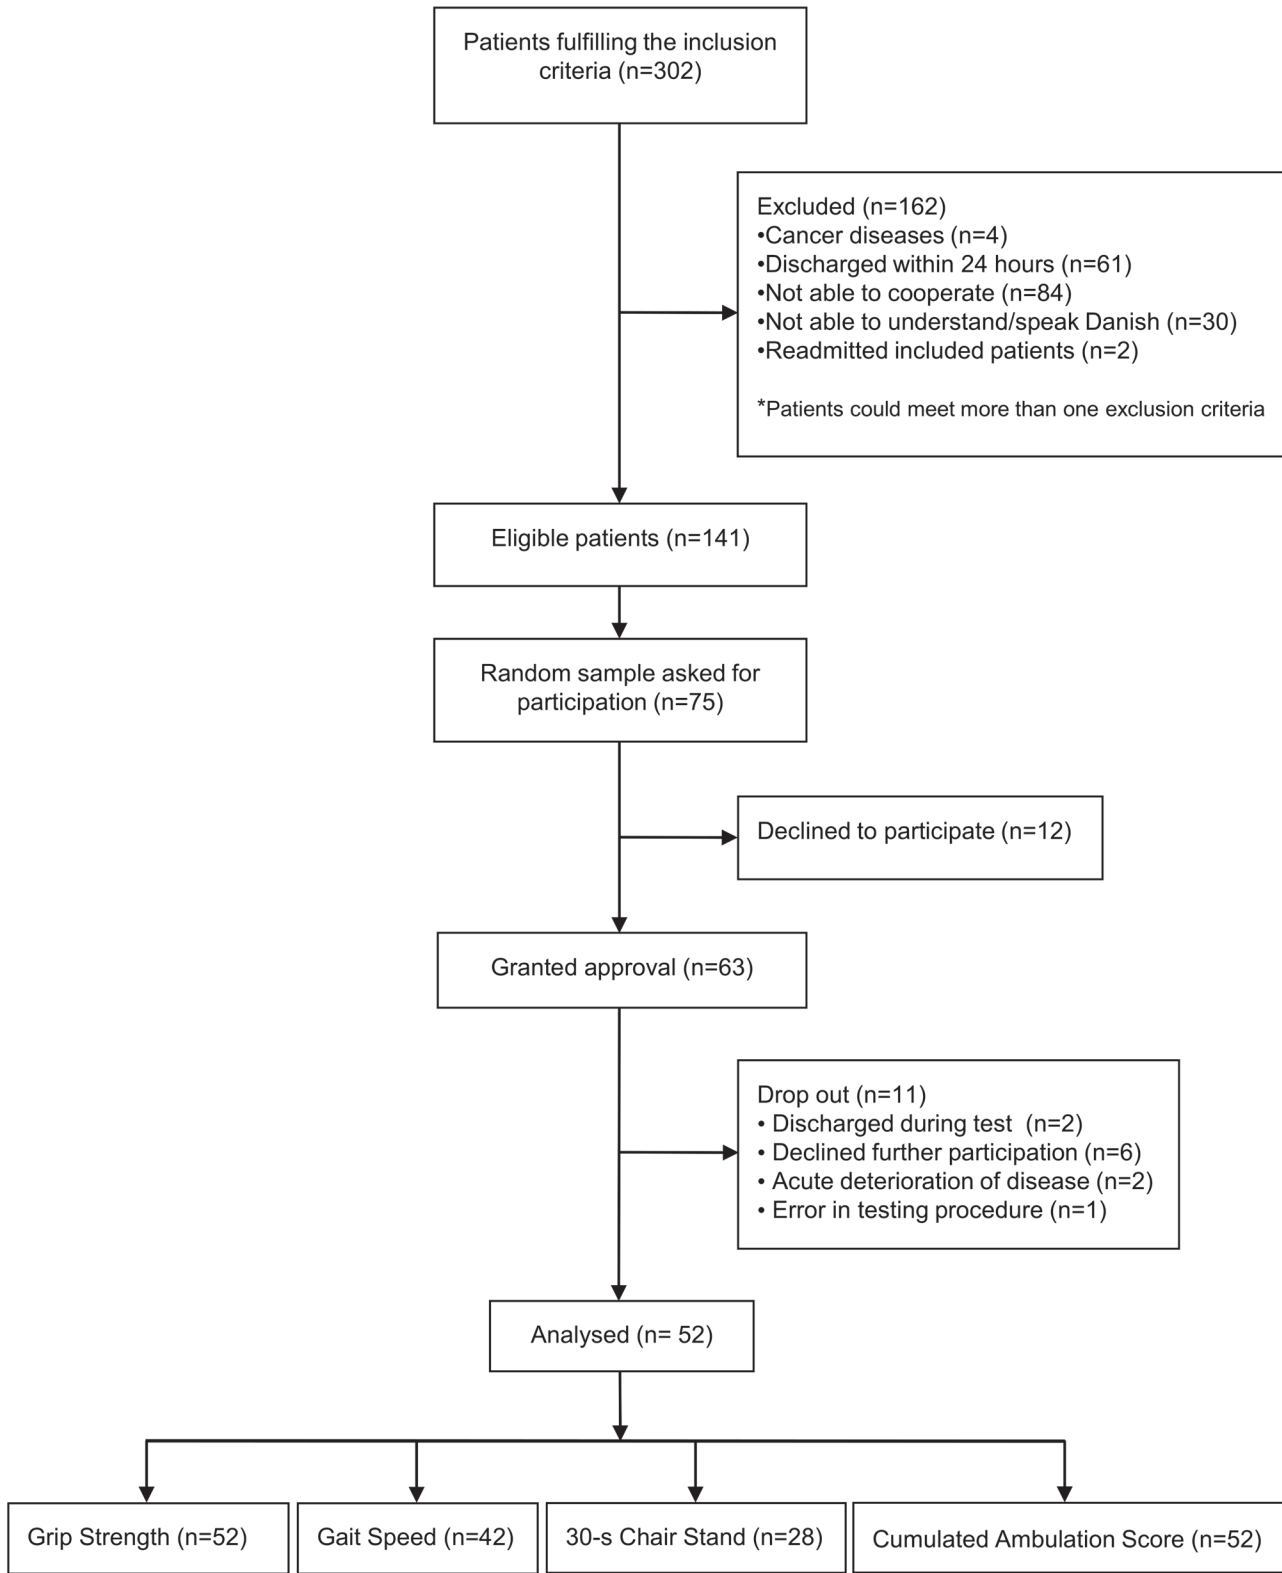 Patients fulfilling the inclusion
criteria (n=302)
Excluded (n=162)
•Cancer diseases (n=4)
•Discharged within 24 hours (n=61)
•Not able to cooperate (n=84)
•Not able to understand/speak Danish (n=30)
•Readmitted included patients (n=2)
*Patients could meet more than one exclusion criteria
Eligible patients (n=141)
Random sample asked for
participation (n=75)
Declined to participate (n=12)
Granted approval (n=63)
Drop out (n=11)
• Discharged during test (n=2)
• Declined further participation (n=6)
• Acute deterioration of disease (n=2)
• Error in testing procedure (n=1)
Analysed (n= 52)
Grip Strength (n=52)
Gait Speed (n=42)
30-s Chair Stand (n=28)
Cumulated Ambulation Score (n=52)